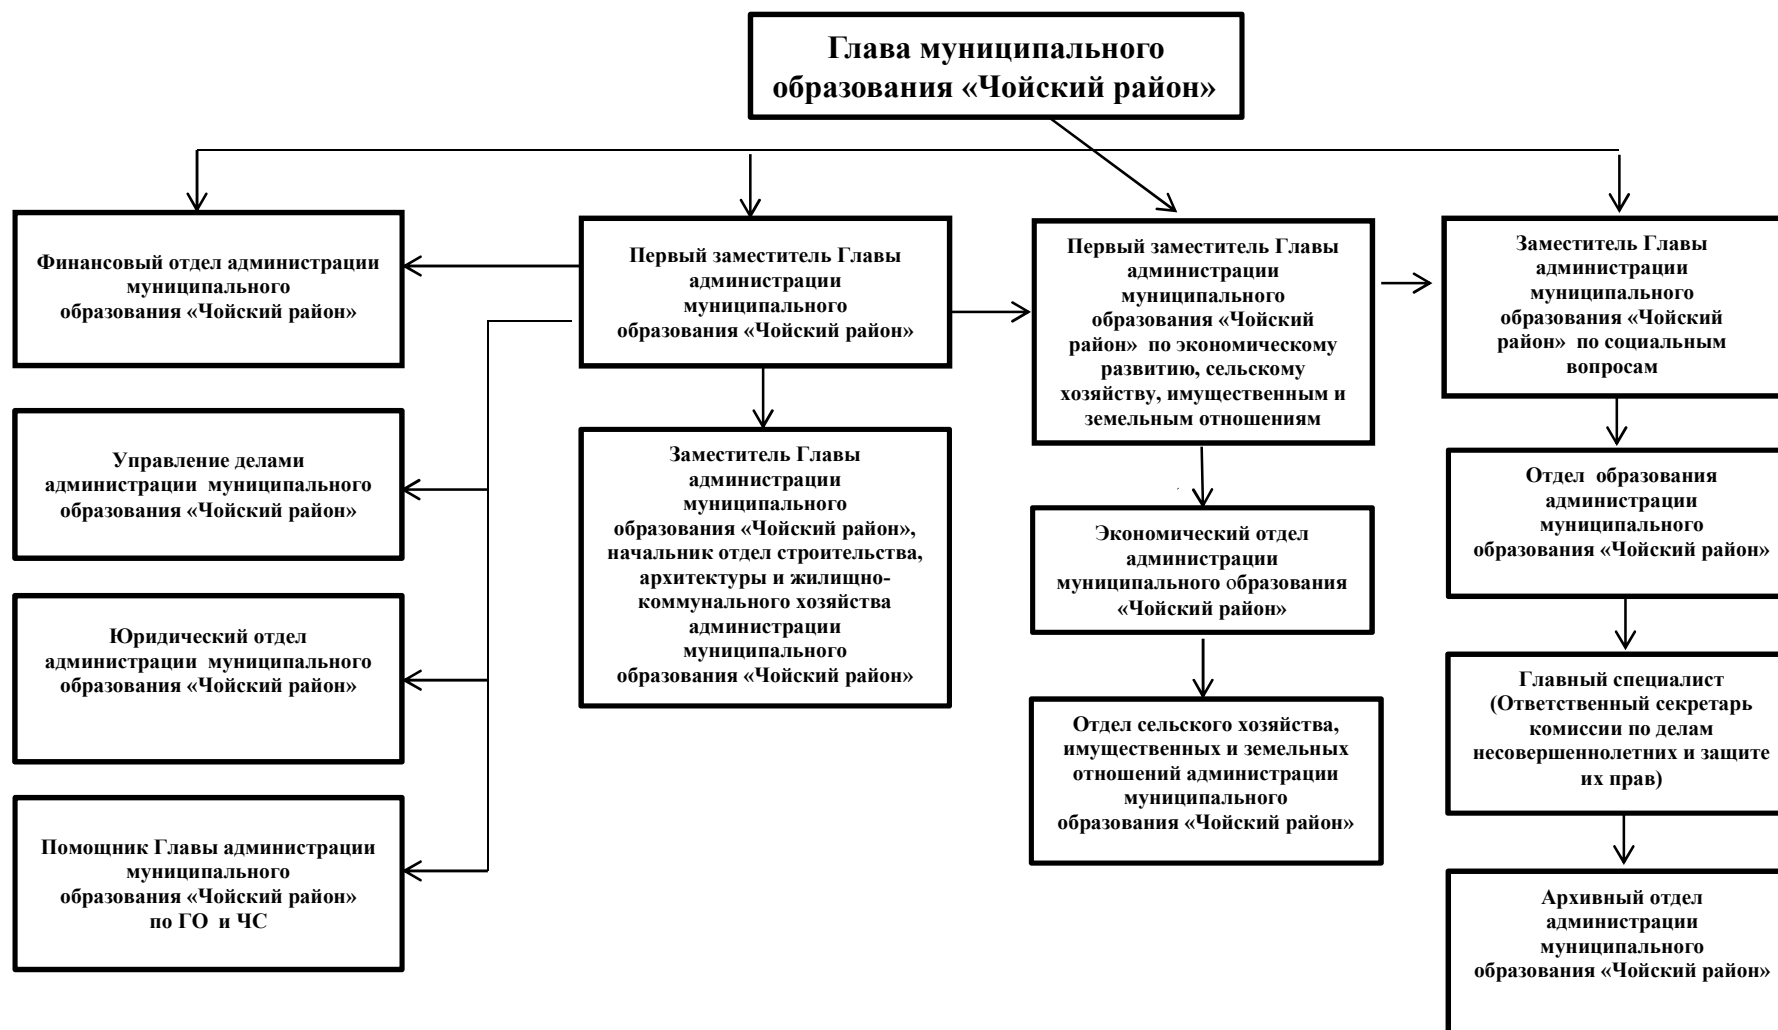 Глава муниципального
образования «Чойский район»
Финансовый отдел администрации
муниципального
образования «Чойский район»
Первый заместитель Главы
администрации
муниципального
образования «Чойский район»
Первый заместитель Главы
администрации
муниципального
образования «Чойский
район» по экономическому
развитию, сельскому
хозяйству, имущественным и
земельным отношениям
Заместитель Главы
администрации
муниципального
образования «Чойский
район» по социальным
вопросам
Управление делами
администрации муниципального
образования «Чойский район»
Заместитель Главы
администрации
муниципального
образования «Чойский район»,
начальник отдел строительства,
архитектуры и жилищно-
коммунального хозяйства
администрации
муниципального
образования «Чойский район»
Экономический отдел
администрации
муниципального образования
«Чойский район»
Отдел образования
администрации
муниципального
образования «Чойский район»
Юридический отдел
администрации муниципального
образования «Чойский район»
Отдел сельского хозяйства,
имущественных и земельных
отношений администрации
муниципального
образования «Чойский район»
Главный специалист
(Ответственный секретарь
комиссии по делам
несовершеннолетних и защите
их прав)
Помощник Главы администрации
муниципального
образования «Чойский район»
по ГО и ЧС
Архивный отдел
администрации
муниципального
образования «Чойский район»